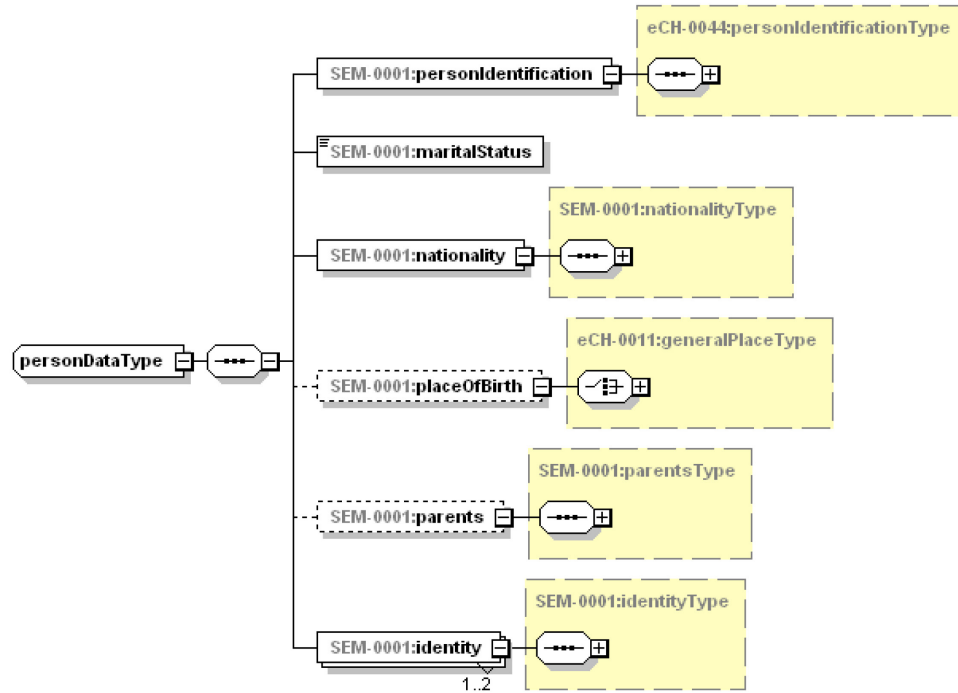 eCH-0044:personIdentificationType
SEM-0001:personIdentification
SEM-0001:maritalStatus
SEM-0001:nationalityType
SEM-0001:nationality
eCH-0011:generalPlaceType
personDataType
SEM-0001:placeOfBirth
SEM-0001:parentsType
SEM-0001:parents
SEM-0001:identityType
SEM-0001:identity
1..2